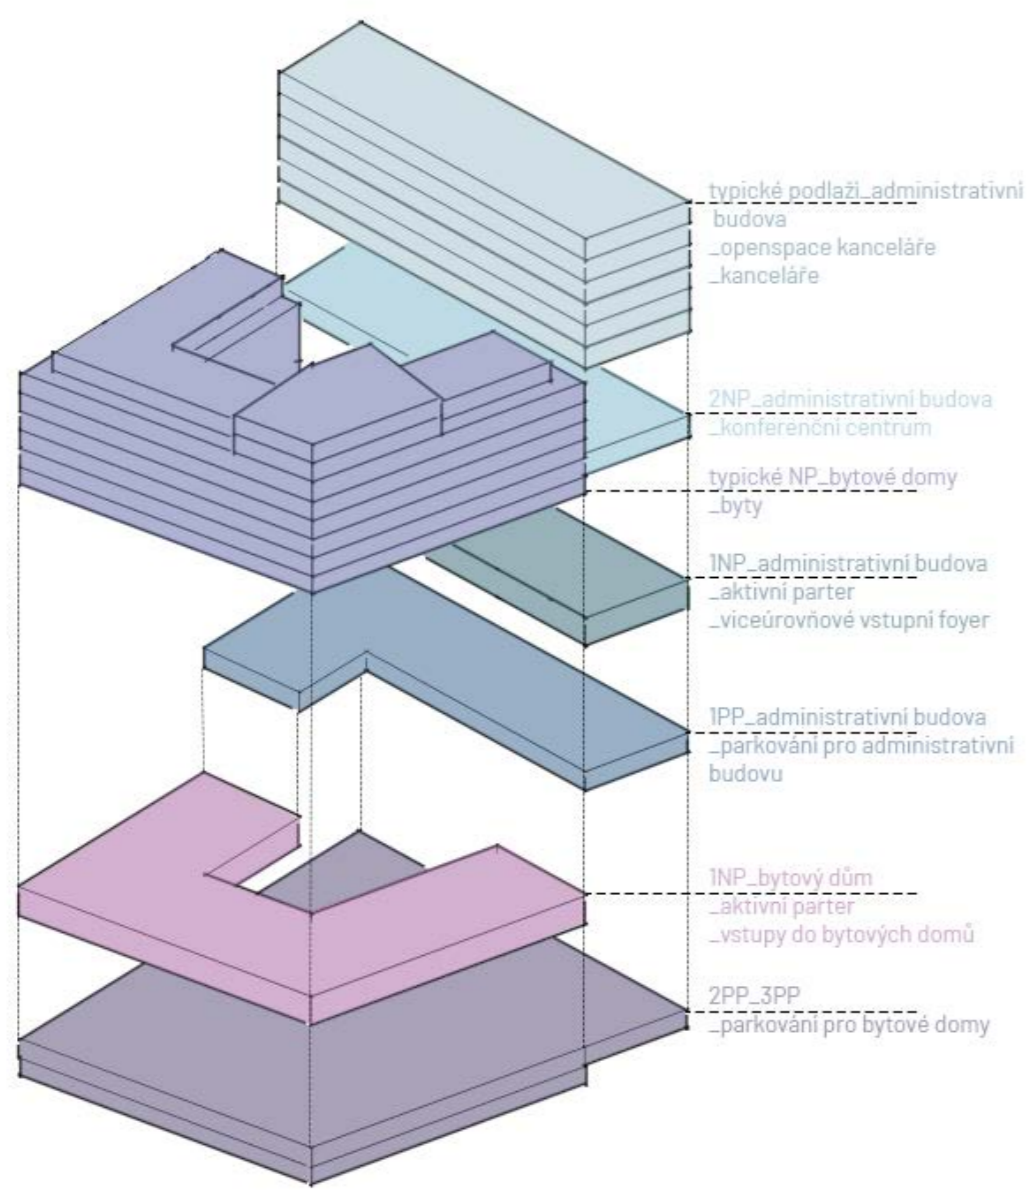 typické podlaží_administrativní
budova
_openspace kanceláře
_kanceláře
2NP_administrativní budova
_konferenční centrum
typické NP_bytové domy
_byty
1NP_administrativní budova
_aktivní parter
_víceúrovňové vstupní foyer
1PP_administrativní budova
_parkování pro administrativní
budovu
1NP_bytový dům
_aktivní parter
_vstupy do bytových domů
2PP_3PP
_parkování pro bytové domy